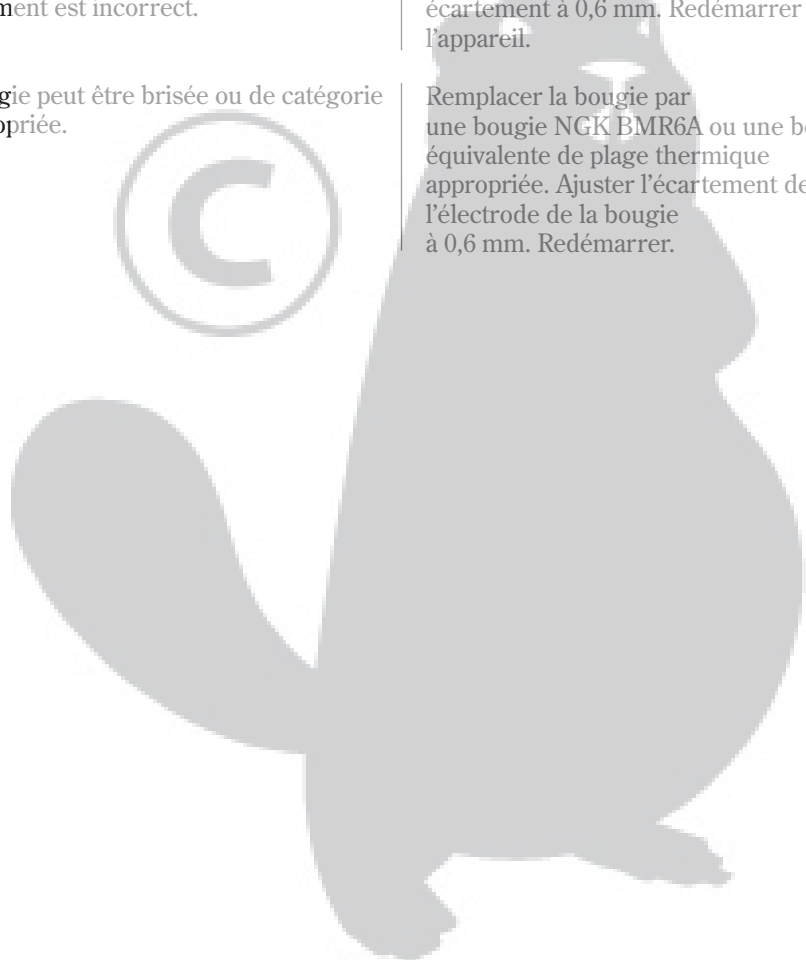 ment est incorrect.
gie peut être brisée ou de catégorie
opriée.
écartement à 0,6 mm. Redémarrer
l’appareil.
Remplacer la bougie par
une bougie NGK BMR6A ou une
équivalente de plage thermique
appropriée. Ajuster l’écartement de
l’électrode de la bougie
à 0,6 mm. Redémarrer.
©